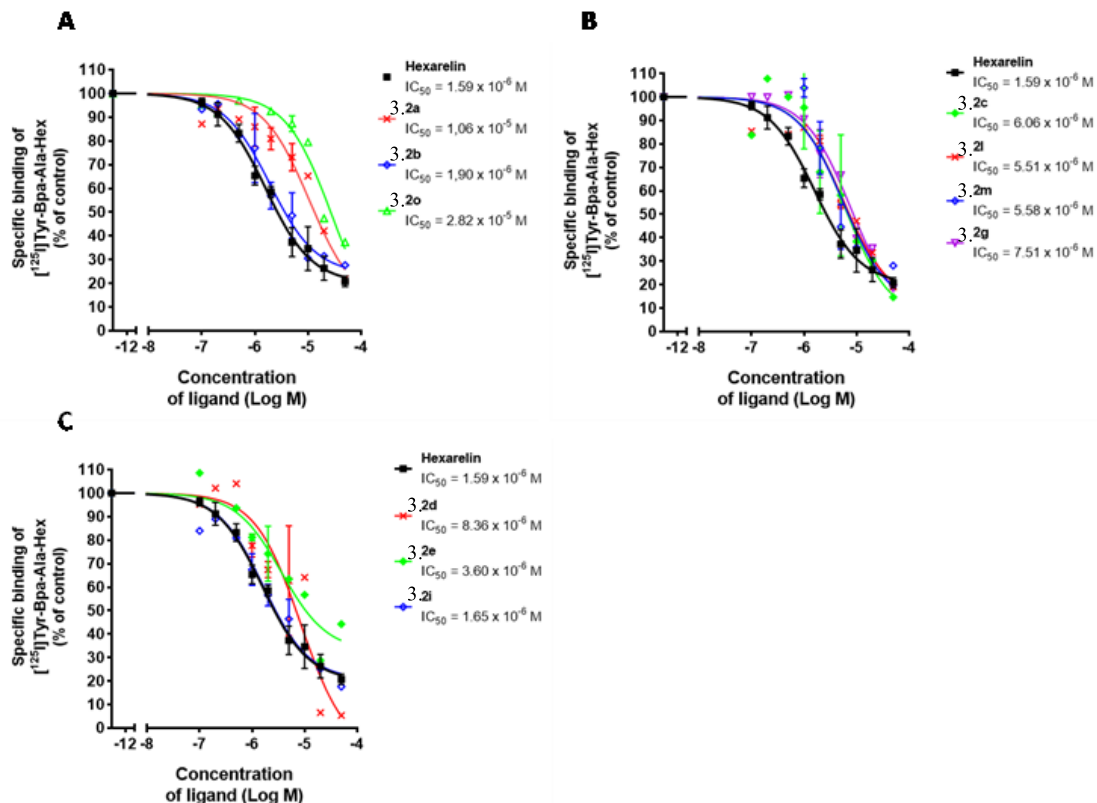 A
110
100
90
80
70
60
50
40
30
20
10
0
-12 -8 -7 -6 -5 -4
Specific binding of
[¹²⁵I]Tyr-Bpa-Ala-Hex
(% of control)
Concentration
of ligand (Log M)
Hexarelin
IC₅₀ = 1.59 x 10⁻⁶ M
3.2a
IC₅₀ = 1,06 x 10⁻⁵ M
3.2b
IC₅₀ = 1,90 x 10⁻⁶ M
3.2o
IC₅₀ = 2.82 x 10⁻⁵ M
B
110
100
90
80
70
60
50
40
30
20
10
0
-12 -8 -7 -6 -5 -4
Specific binding of
[¹²⁵I]Tyr-Bpa-Ala-Hex
(% of control)
Concentration
of ligand (Log M)
Hexarelin
IC₅₀ = 1.59 x 10⁻⁶ M
3.2c
IC₅₀ = 6.06 x 10⁻⁶ M
3.2l
IC₅₀ = 5.51 x 10⁻⁶ M
3.2m
IC₅₀ = 5.58 x 10⁻⁶ M
3.2g
IC₅₀ = 7.51 x 10⁻⁶ M
C
110
100
90
80
70
60
50
40
30
20
10
0
-12 -8 -7 -6 -5 -4
Specific binding of
[¹²⁵I]Tyr-Bpa-Ala-Hex
(% of control)
Concentration
of ligand (Log M)
Hexarelin
IC₅₀ = 1.59 x 10⁻⁶ M
3.2d
IC₅₀ = 8.36 x 10⁻⁶ M
3.2e
IC₅₀ = 3.60 x 10⁻⁶ M
3.2i
IC₅₀ = 1.65 x 10⁻⁶ M